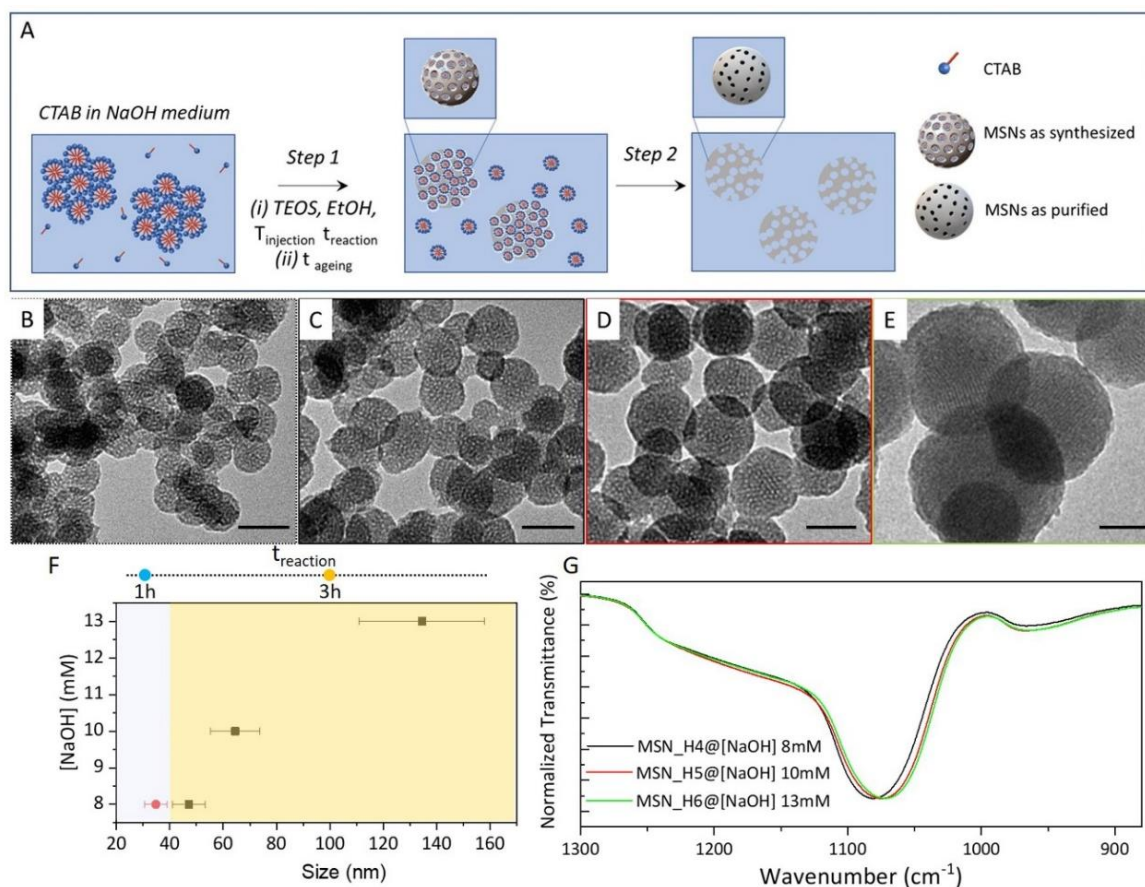 A
CTAB in NaOH medium
Step 1
(i) TEOS, EtOH,
Tinjection treaction
(ii) t ageing
Step 2
CTAB
MSNs as synthesized
MSNs as purified
B
C
D
E
F
treaction
1h
3h
[NaOH] (mM)
13
12
11
10
9
8
20
40
60
80
100
120
140
160
Size (nm)
G
Normalized Transmittance (%)
MSN_H4@[NaOH] 8mM
MSN_H5@[NaOH] 10mM
MSN_H6@[NaOH] 13mM
1300
1200
1100
1000
900
Wavenumber (cm-1)